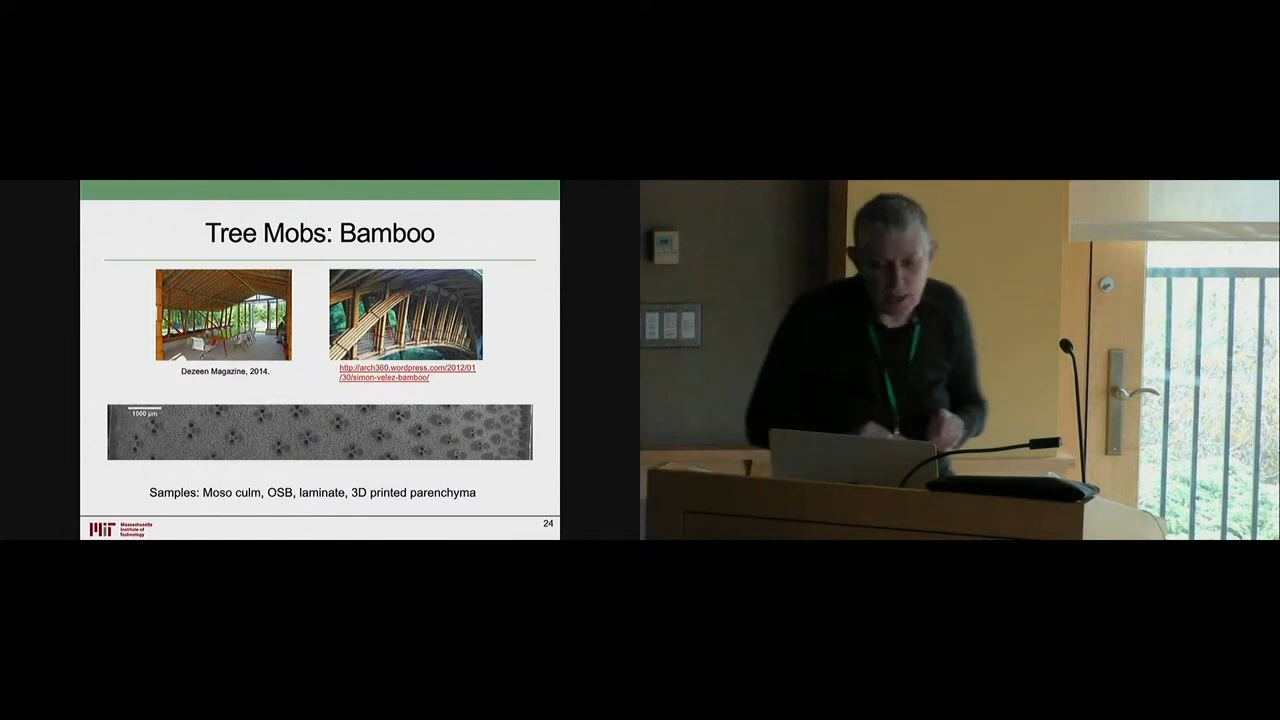 Tree Mobs: Bamboo
Dezeen Magazine, 2014.
http://arch360.wordpress.com/2012/01
/30/simon-velez-bamboo/
1000 µm
Samples: Moso culm, OSB, laminate, 3D printed parenchyma
MIT
Massachusetts
Institute of
Technology
24